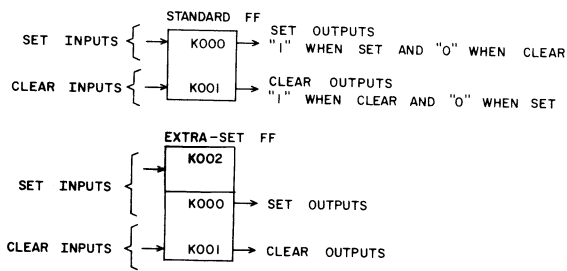 STANDARD FF
SET INPUTS
K000
SET OUTPUTS
"1" WHEN SET AND "0" WHEN CLEAR
CLEAR INPUTS
K001
CLEAR OUTPUTS
"1" WHEN CLEAR AND "0" WHEN SET
EXTRA-SET FF
K002
SET INPUTS
K000
SET OUTPUTS
CLEAR INPUTS
K001
CLEAR OUTPUTS